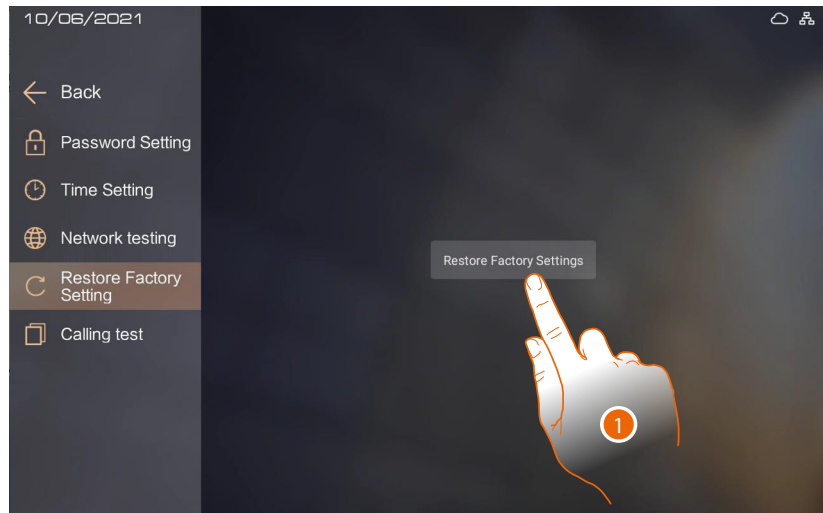 10/06/2021
Back
Password Setting
Time Setting
Network testing
Restore Factory
Setting
Calling test
Restore Factory Settings
1